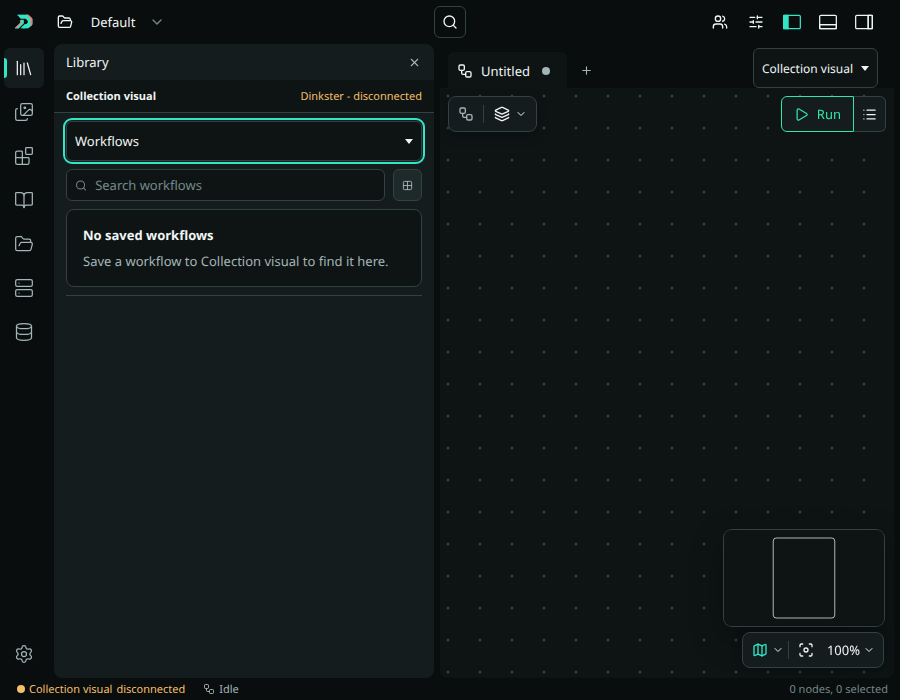 Default
Library
Collection visual
Dinkster - disconnected
Workflows
Search workflows
No saved workflows
Save a workflow to Collection visual to find it here.
Untitled
Collection visual
Run
100%
Collection visual disconnected
Idle
0 nodes, 0 selected